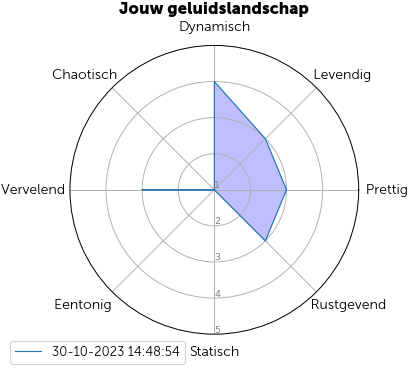 Jouw geluidslandschap
Dynamisch
Chaotisch
Levendig
Vervelend
1
Prettig
2
3
4
Eentonig
Rustgevend
5
30-10-2023 14:48:54
Statisch